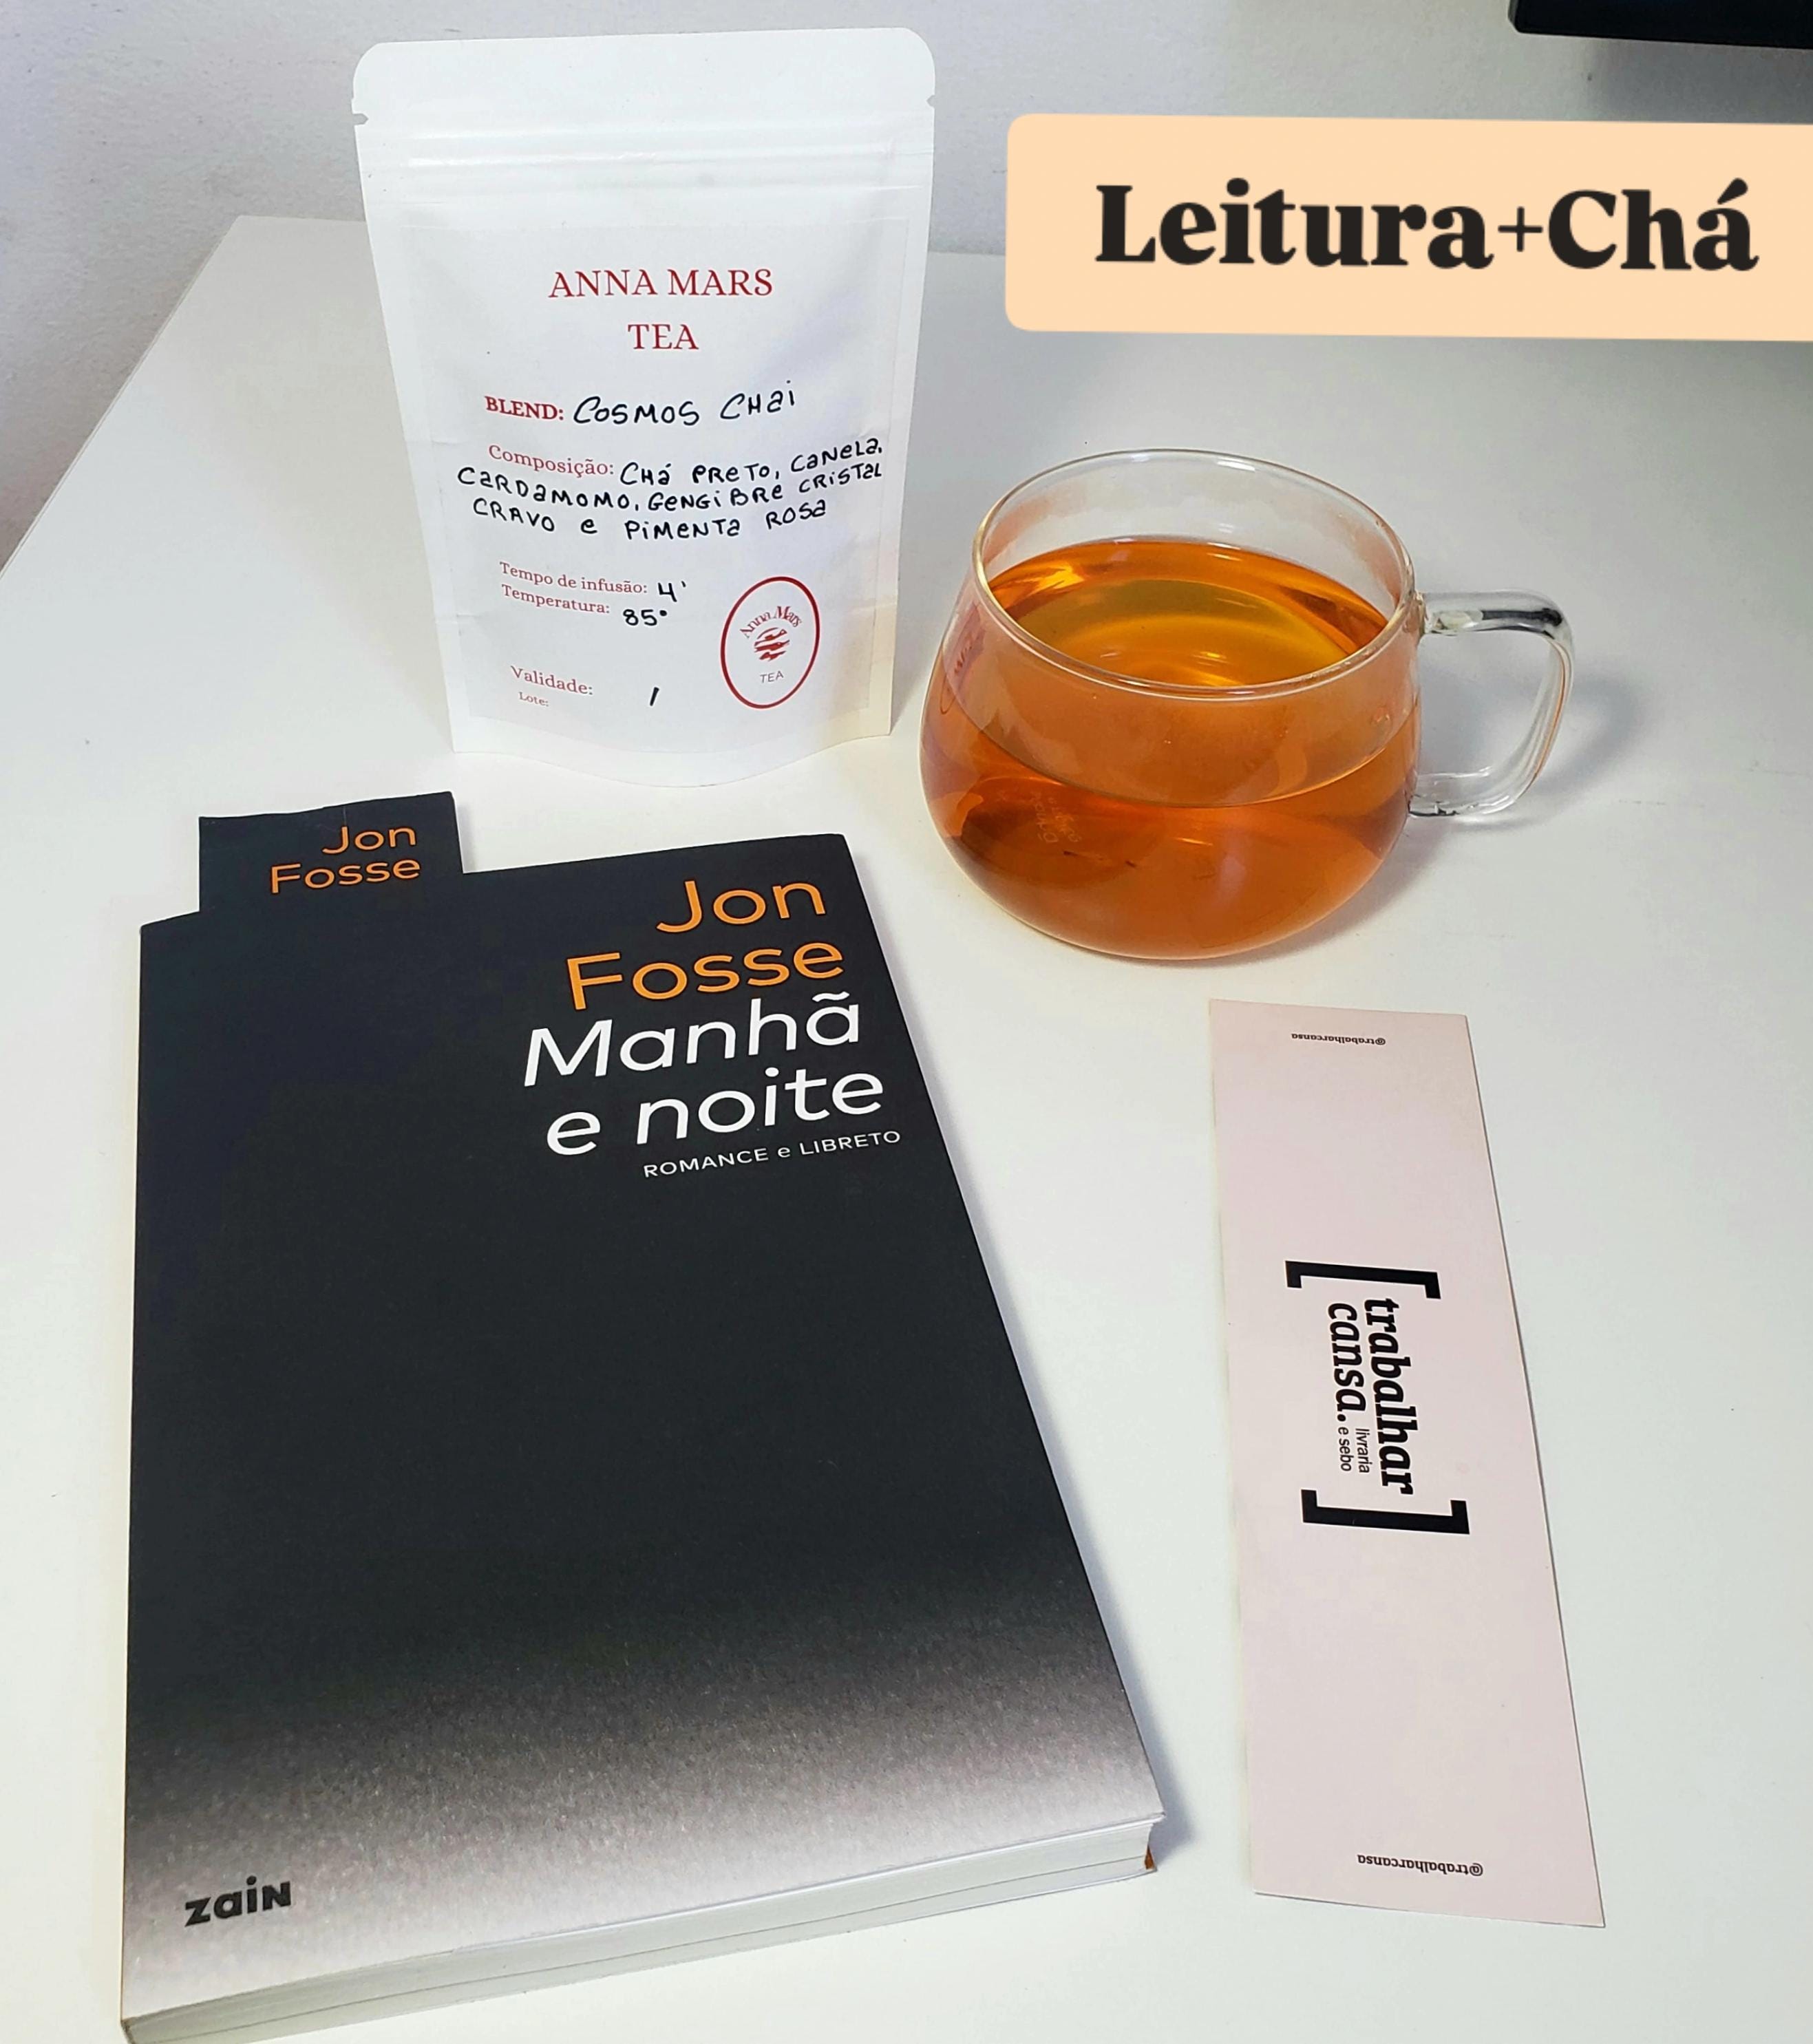 Leitura+Chá
ANNA MARS
TEA
BLEND: COSMOS CHai
Composição: CHá PReTO, CaNeLa,
CaRDaMOMO, GeNGiBRe CRiSTaL
CRAVO e PiMeNTa ROSa
Tempo de infusão: 4'
Temperatura: 85°
Validade: /
Lote:
Anna Mars
TEA
Jon
Fosse
Jon
Fosse
Manhã
e noite
ROMANCE e LIBRETO
zain
@trabalharcansa
[trabalhar
cansa. livraria
e sebo]
@trabalharcansa